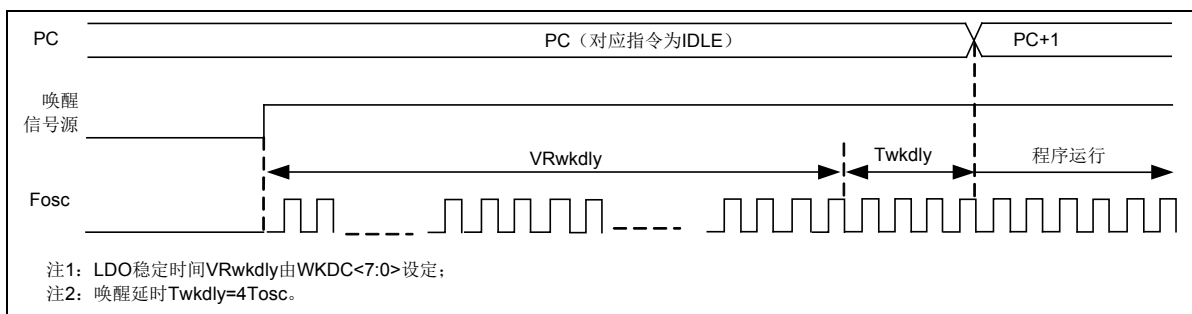 PC
PC（对应指令为IDLE）
PC+1
唤醒
信号源
VRwkdly
Twkdly
程序运行
Fosc
注1：LDO稳定时间VRwkdly由WKDC<7:0>设定；
注2：唤醒延时Twkdly=4Tosc。